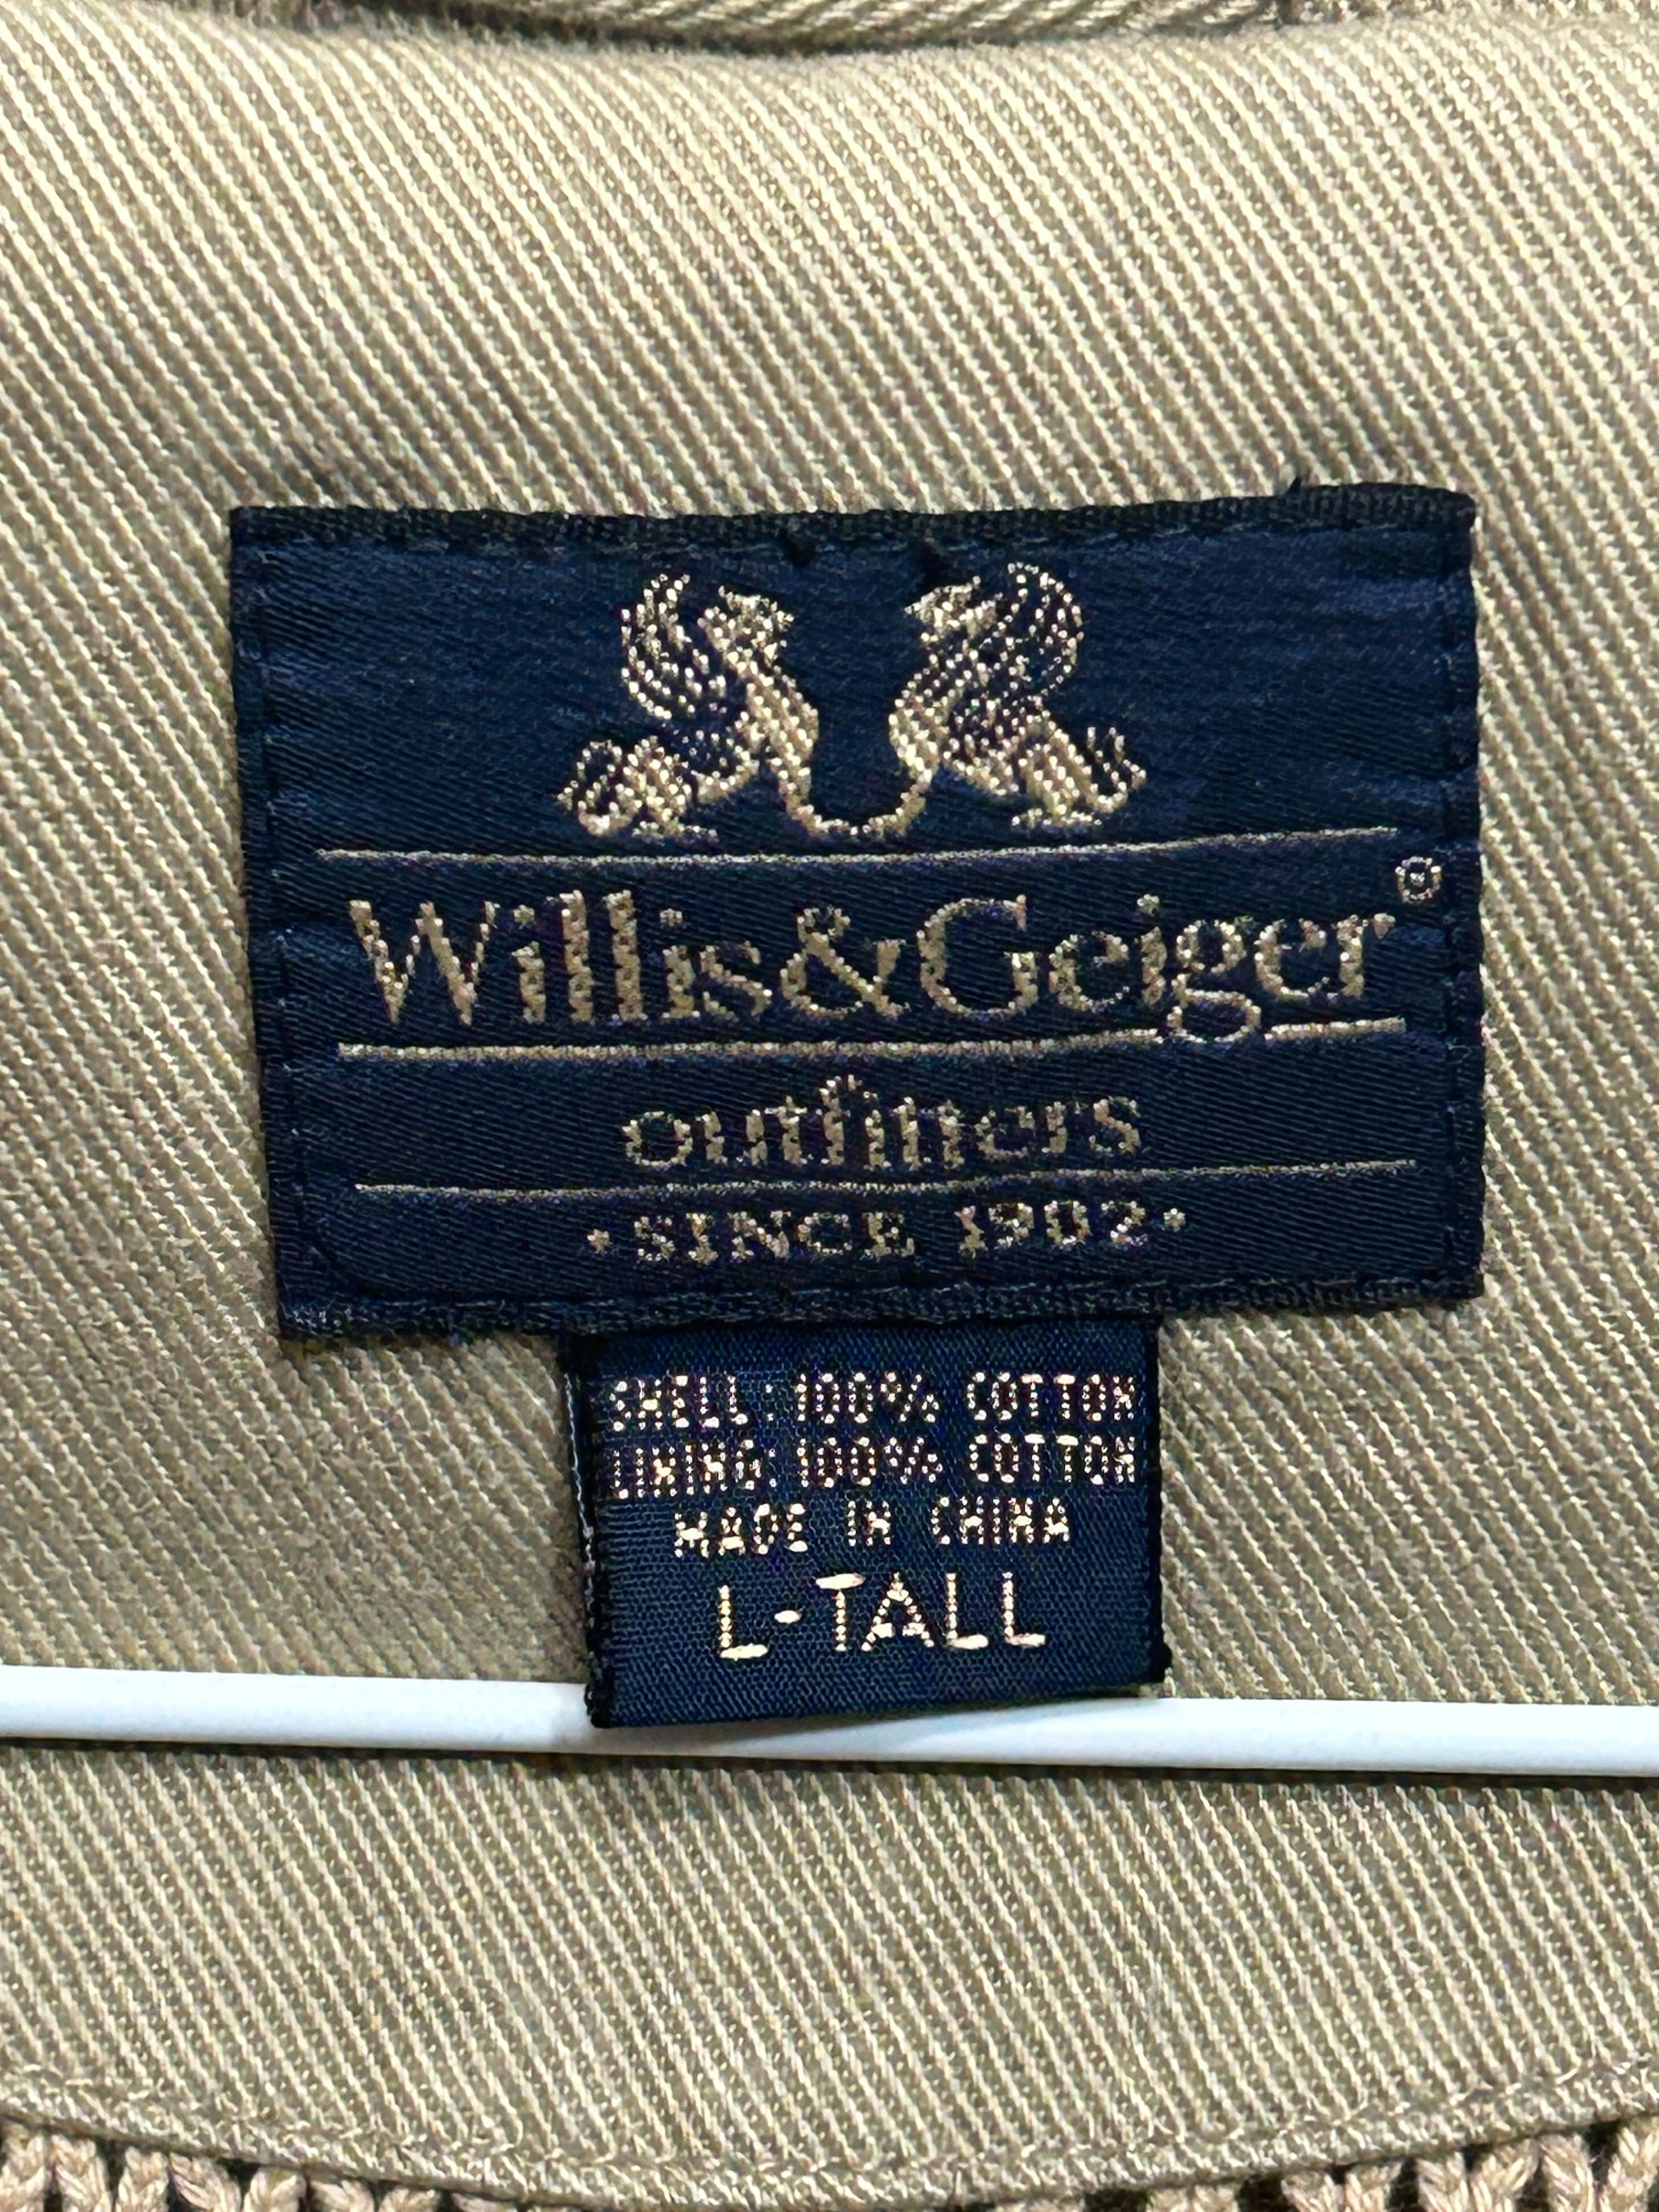 Willis&Geiger®
outfitters
• SINCE 1902 •
SHELL: 100% COTTON
LINING: 100% COTTON
MADE IN CHINA
L-TALL